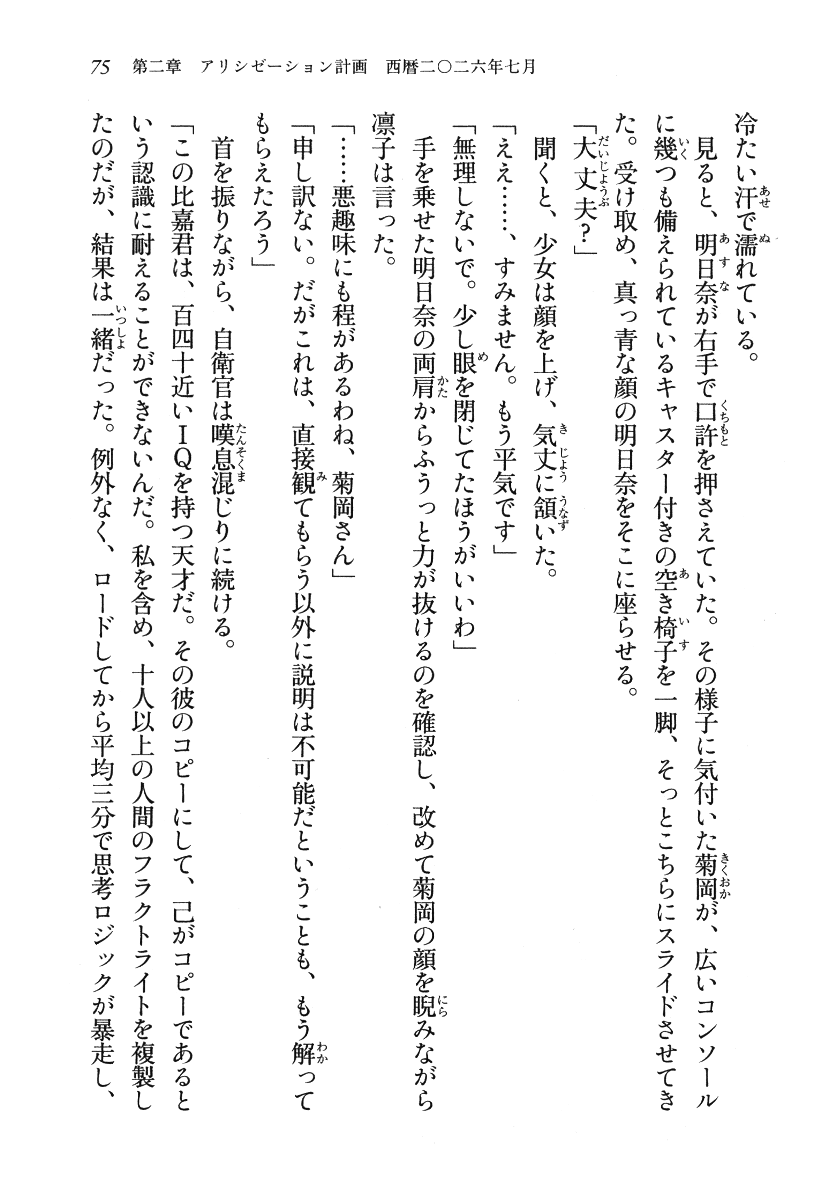 75　第二章　アリシゼーション計画　西暦二〇二六年七月
冷たい汗で濡れている。
　見ると、明日奈が右手で口許を押さえていた。その様子に気付いた菊岡が、広いコンソール
に幾つも備えられているキャスター付きの空き椅子を一脚、そっとこちらにスライドさせてき
た。受け取め、真っ青な顔の明日奈をそこに座らせる。
「大丈夫？」
　聞くと、少女は顔を上げ、気丈に頷いた。
「ええ……、すみません。もう平気です」
「無理しないで。少し眼を閉じてたほうがいいわ」
　手を乗せた明日奈の両肩からふうっと力が抜けるのを確認し、改めて菊岡の顔を睨みながら
凛子は言った。
「……悪趣味にも程があるわね、菊岡さん」
「申し訳ない。だがこれは、直接観てもらう以外に説明は不可能だということも、もう解って
もらえたろう」
　首を振りながら、自衛官は嘆息混じりに続ける。
「この比嘉君は、百四十近いＩＱを持つ天才だ。その彼のコピーにして、己がコピーであると
いう認識に耐えることができないんだ。私を含め、十人以上の人間のフラクトライトを複製し
たのだが、結果は一緒だった。例外なく、ロードしてから平均三分で思考ロジックが暴走し、